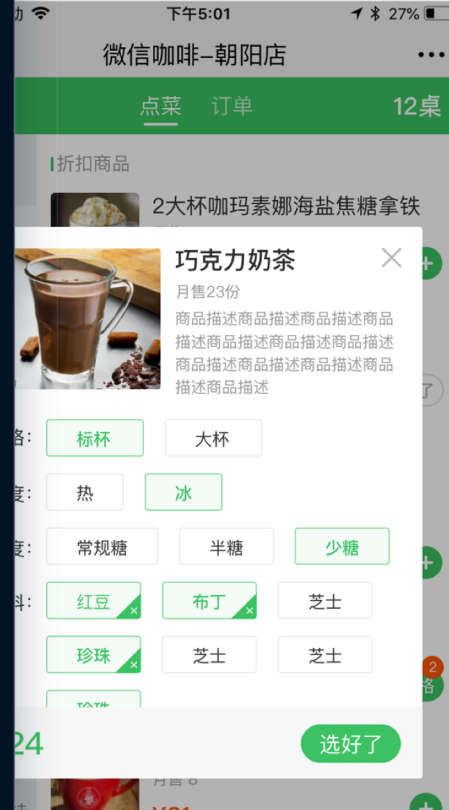 下午5:01
27%
微信咖啡-朝阳店
点菜 订单 12桌
折扣商品
2大杯咖玛素娜海盐焦糖拿铁
巧克力奶茶
月售23份
商品描述商品描述商品描述商品
描述商品描述商品描述商品描述
商品描述商品描述商品描述商品
描述商品描述
格： 标杯 大杯
度： 热 冰
度： 常规糖 半糖 少糖
料： 红豆 布丁 芝士
珍珠 芝士 芝士
珍珠
24 选好了
2
格
了
月售 8